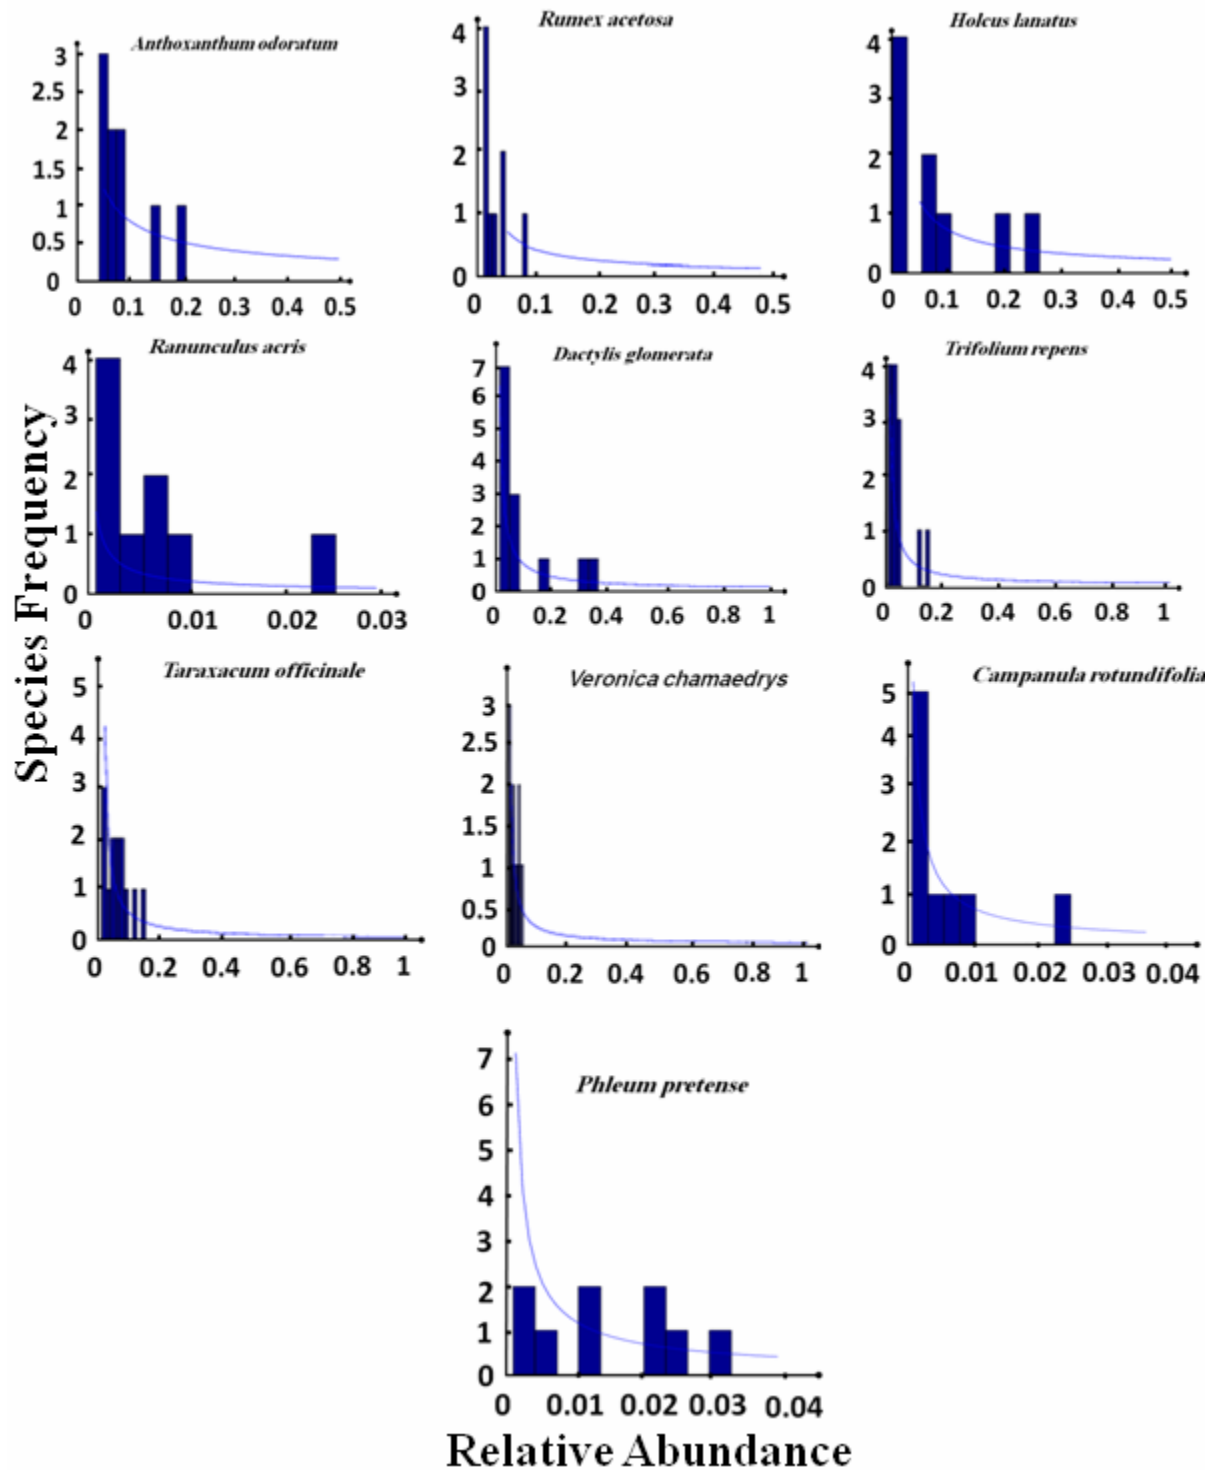 Anthoxanthum odoratum
3
2.5
2
1.5
1
0.5
0
0 0.1 0.2 0.3 0.4 0.5
Rumex acetosa
4
3
2
1
0
0 0.1 0.2 0.3 0.4 0.5
Holcus lanatus
4
3
2
1
0
0 0.1 0.2 0.3 0.4 0.5
Species Frequency
Ranunculus acris
4
3
2
1
0
0 0.01 0.02 0.03
Dactylis glomerata
7
6
5
4
3
2
1
0
0 0.2 0.4 0.6 0.8 1
Trifolium repens
4
3
2
1
0
0 0.2 0.4 0.6 0.8 1
Taraxacum officinale
5
4
3
2
1
0
0 0.2 0.4 0.6 0.8 1
Veronica chamaedrys
3
2.5
2
1.5
1
0.5
0
0 0.2 0.4 0.6 0.8 1
Campanula rotundifolia
5
4
3
2
1
0
0 0.01 0.02 0.03 0.04
Phleum pretense
7
6
5
4
3
2
1
0
0 0.01 0.02 0.03 0.04
Relative Abundance